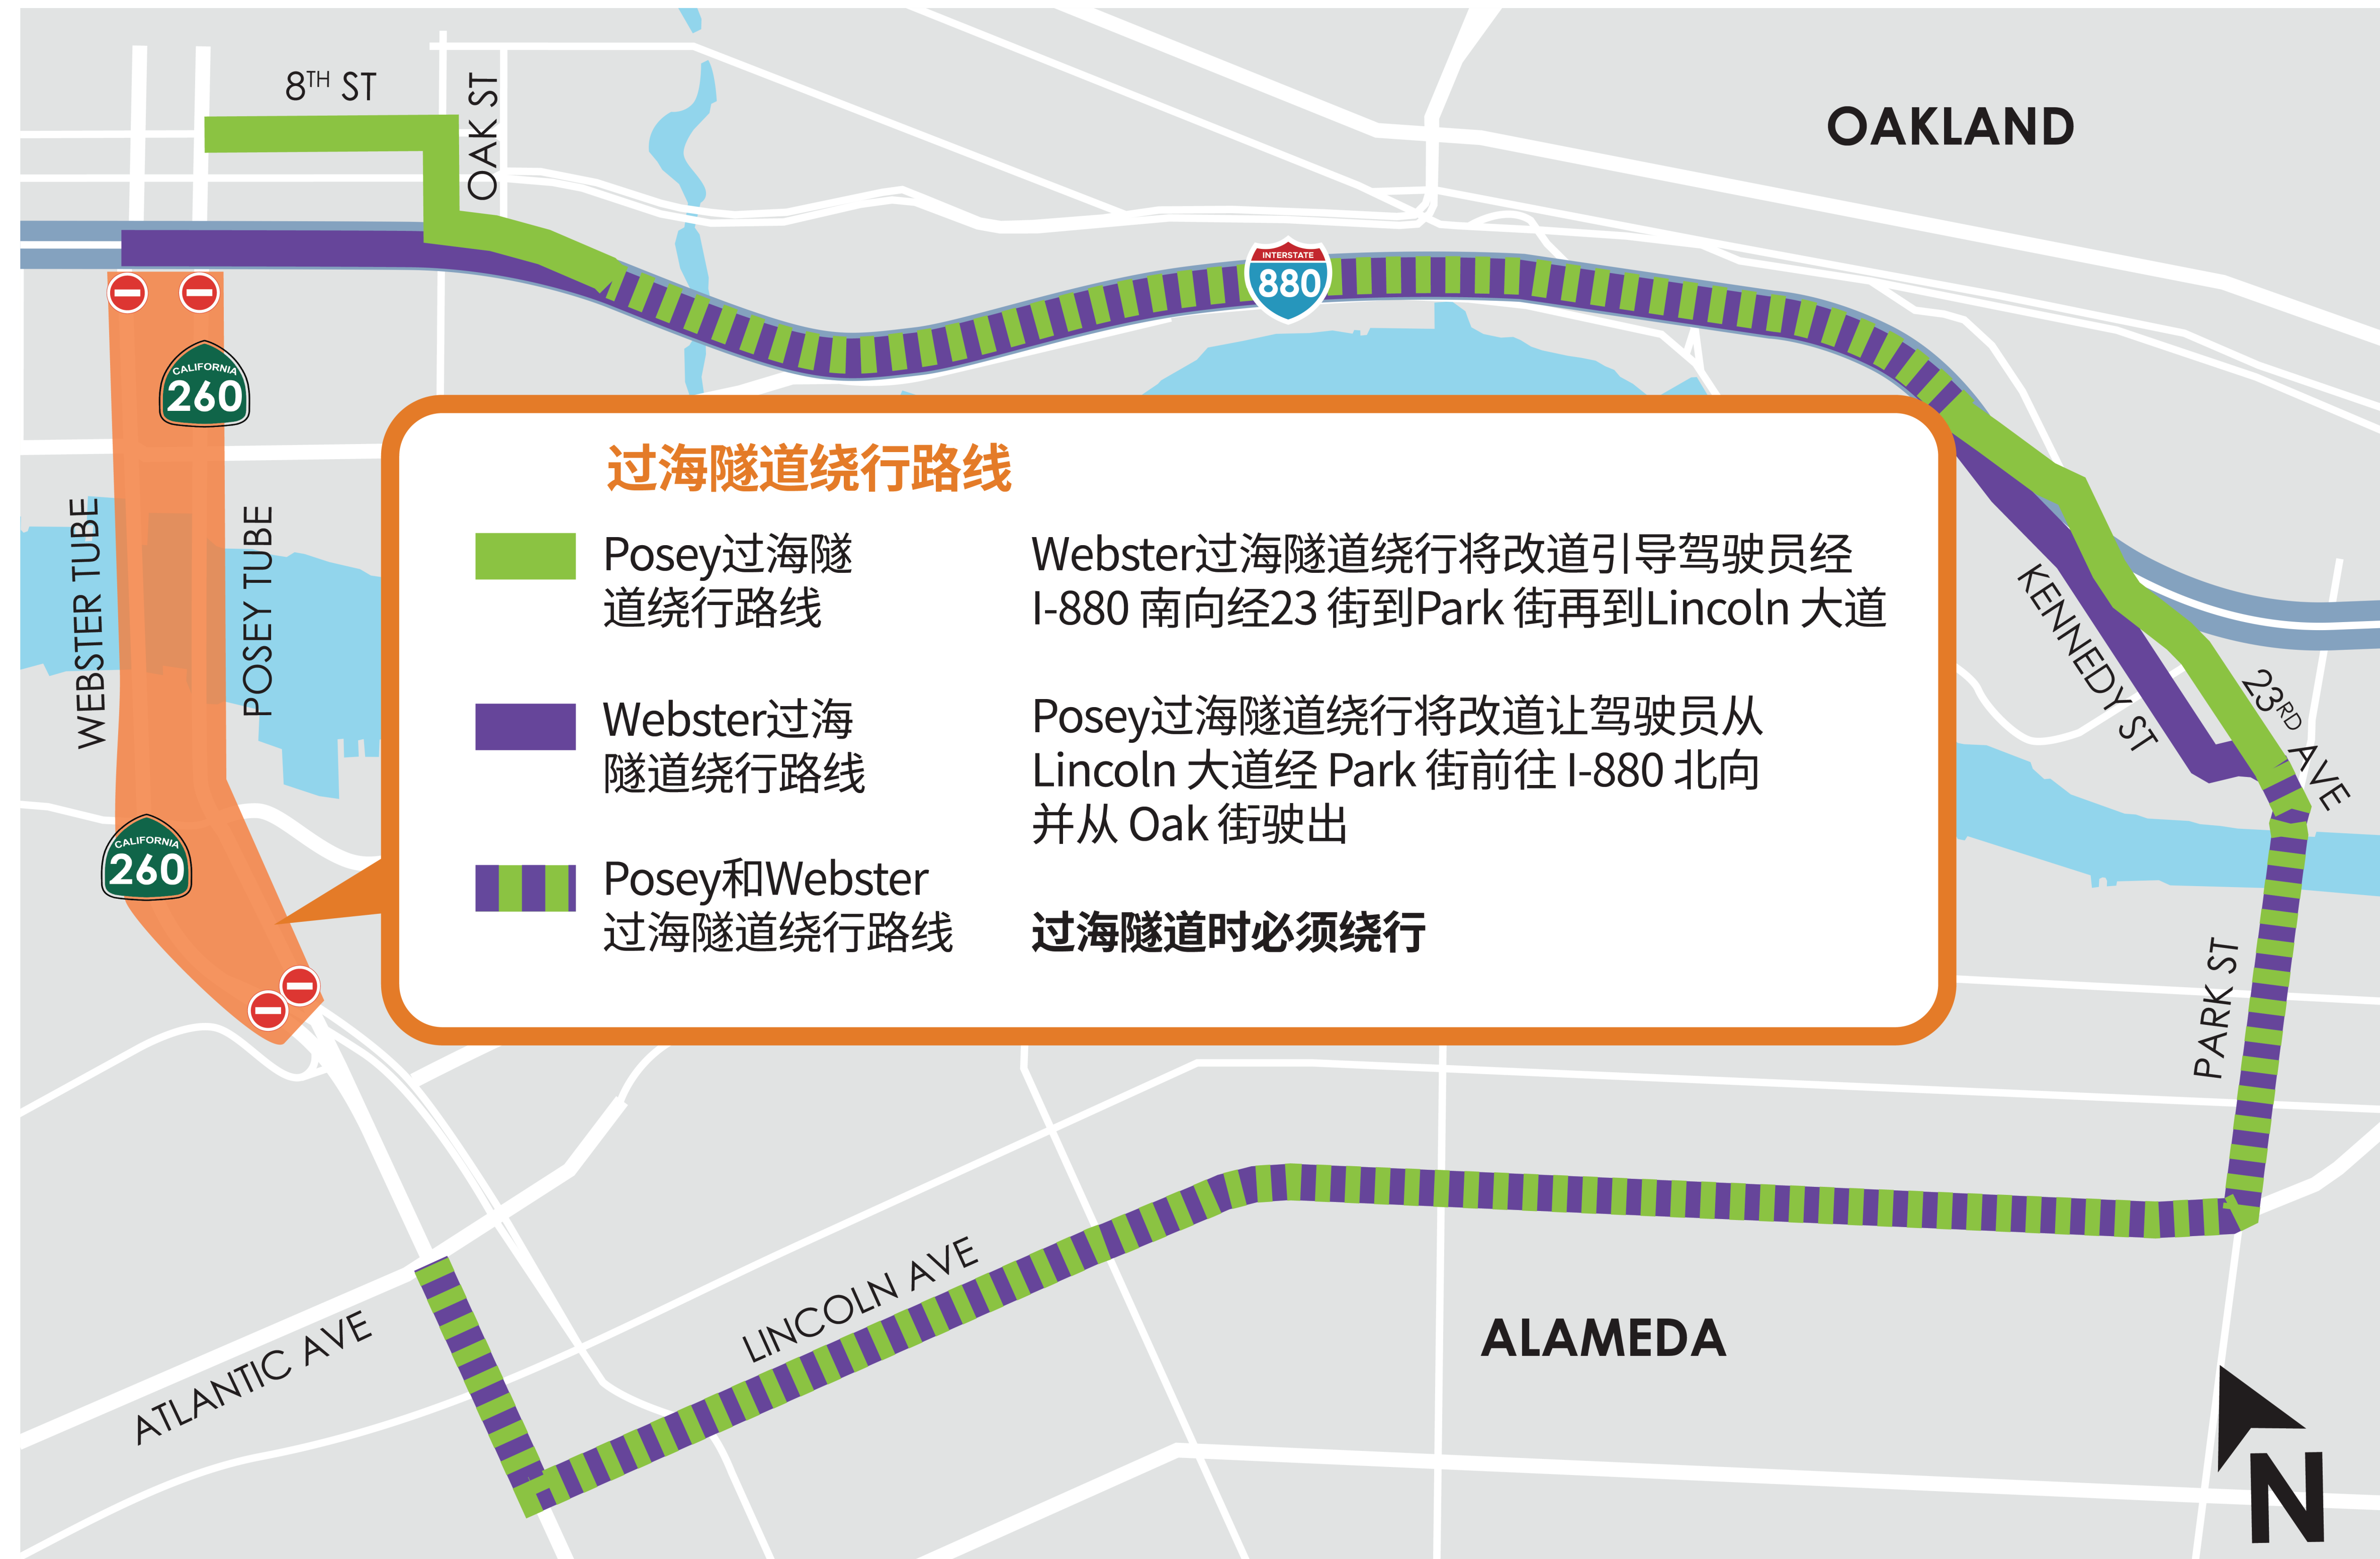 8TH ST
OAK ST
OAKLAND
INTERSTATE
880
CALIFORNIA
260
WEBSTER TUBE
POSEY TUBE
过海隧道绕行路线
Posey过海隧
道绕行路线
Webster过海隧道绕行将改道引导驾驶员经
I-880 南向经23 街到Park 街再到Lincoln 大道
Webster过海
隧道绕行路线
Posey过海隧道绕行将改道让驾驶员从
Lincoln 大道经 Park 街前往 I-880 北向
并从 Oak 街驶出
Posey和Webster
过海隧道绕行路线
过海隧道时必须绕行
KENNEDY ST
23RD AVE
CALIFORNIA
260
PARK ST
LINCOLN AVE
ATLANTIC AVE
ALAMEDA
N